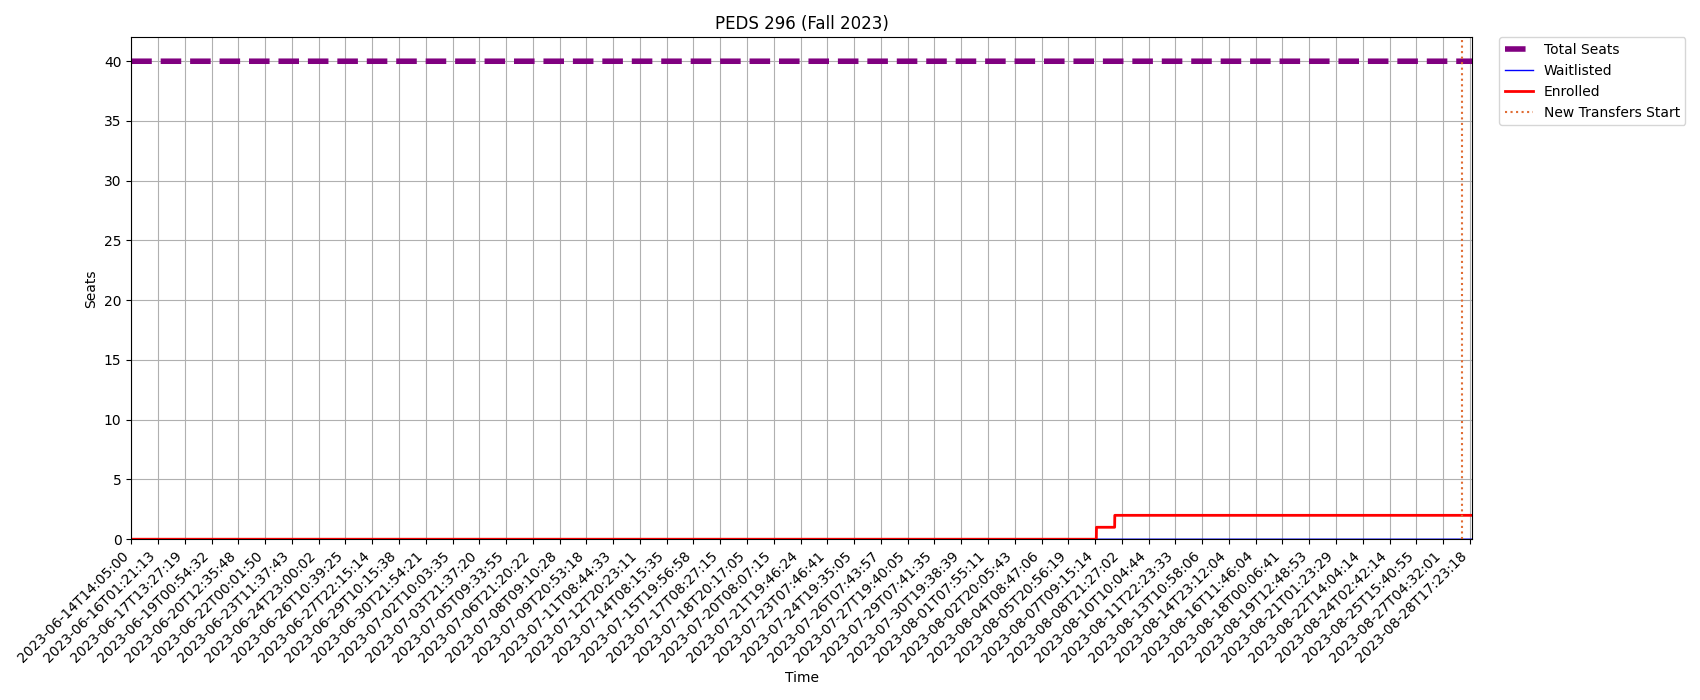 PEDS 296 (Fall 2023)
Total Seats
Waitlisted
Enrolled
New Transfers Start
Seats
40
35
30
25
20
15
10
5
0
2023-06-14T14:05:00
2023-06-16T01:21:13
2023-06-17T13:27:19
2023-06-19T00:54:32
2023-06-20T12:35:48
2023-06-22T00:01:50
2023-06-23T11:37:43
2023-06-24T23:00:02
2023-06-26T10:39:25
2023-06-27T22:15:14
2023-06-29T10:15:38
2023-06-30T21:54:21
2023-07-02T10:03:35
2023-07-03T21:37:20
2023-07-05T09:33:55
2023-07-06T21:20:22
2023-07-08T09:10:28
2023-07-09T20:53:18
2023-07-11T08:44:33
2023-07-12T20:23:11
2023-07-14T08:15:35
2023-07-15T19:56:58
2023-07-17T08:27:15
2023-07-18T20:17:05
2023-07-20T08:07:15
2023-07-21T19:46:24
2023-07-23T07:46:41
2023-07-24T19:35:05
2023-07-26T07:43:57
2023-07-27T19:40:05
2023-07-29T07:41:35
2023-07-30T19:38:39
2023-08-01T07:55:11
2023-08-02T20:05:43
2023-08-04T08:47:06
2023-08-05T20:56:19
2023-08-07T09:15:14
2023-08-08T21:27:02
2023-08-10T10:04:44
2023-08-11T22:23:33
2023-08-13T10:58:06
2023-08-14T23:12:04
2023-08-16T11:46:04
2023-08-18T00:06:41
2023-08-19T12:48:53
2023-08-21T01:23:29
2023-08-22T14:04:14
2023-08-24T02:42:14
2023-08-25T15:40:55
2023-08-27T04:32:01
2023-08-28T17:23:18
Time